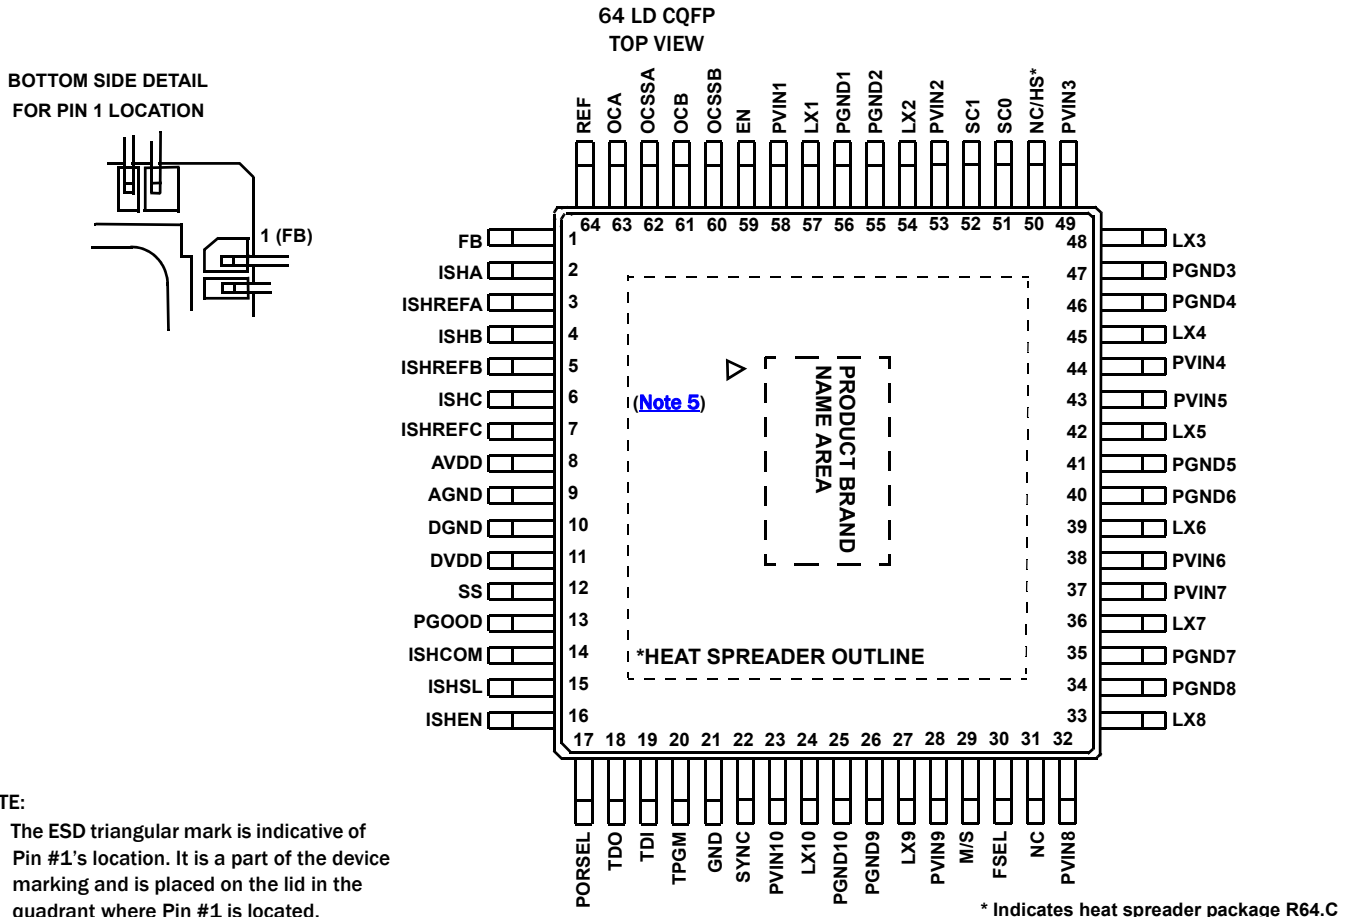 64 LD CQFP
TOP VIEW
BOTTOM SIDE DETAIL
FOR PIN 1 LOCATION
1 (FB)
REF
OCA
OCSSA
OCB
OCSSB
EN
PVIN1
LX1
PGND1
PGND2
LX2
PVIN2
SC1
SC0
NC/HS*
PVIN3
64 63 62 61 60 59 58 57 56 55 54 53 52 51 50 49
FB 1
ISHA 2
ISHREFA 3
ISHB 4
ISHREFB 5
ISHC 6
ISHREFC 7
AVDD 8
AGND 9
DGND 10
DVDD 11
SS 12
PGOOD 13
ISHCOM 14
ISHSL 15
ISHEN 16
48 LX3
47 PGND3
46 PGND4
45 LX4
44 PVIN4
43 PVIN5
42 LX5
41 PGND5
40 PGND6
39 LX6
38 PVIN6
37 PVIN7
36 LX7
35 PGND7
34 PGND8
33 LX8
(Note 5)
PRODUCT BRAND
NAME AREA
*HEAT SPREADER OUTLINE
17 18 19 20 21 22 23 24 25 26 27 28 29 30 31 32
PORSEL
TDO
TDI
TPGM
GND
SYNC
PVIN10
LX10
PGND10
PGND9
LX9
PVIN9
M/S
FSEL
NC
PVIN8
TE:
The ESD triangular mark is indicative of
Pin #1's location. It is a part of the device
marking and is placed on the lid in the
quadrant where Pin #1 is located.
* Indicates heat spreader package R64.C